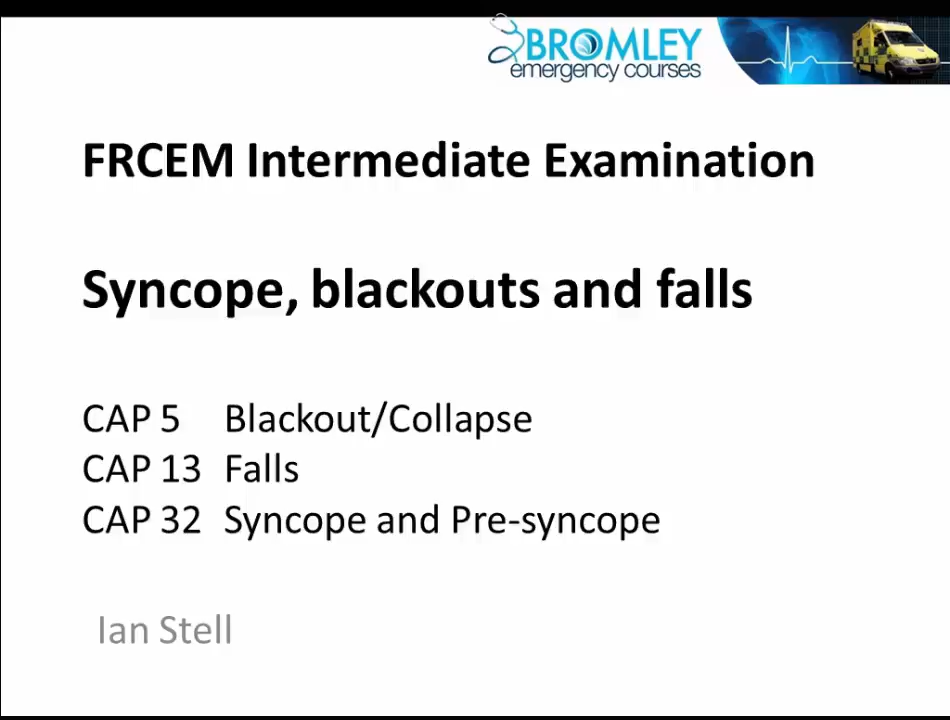 BROMLEY
emergency courses
FRCEM Intermediate Examination
Syncope, blackouts and falls
CAP 5 Blackout/Collapse
CAP 13 Falls
CAP 32 Syncope and Pre-syncope
Ian Stell